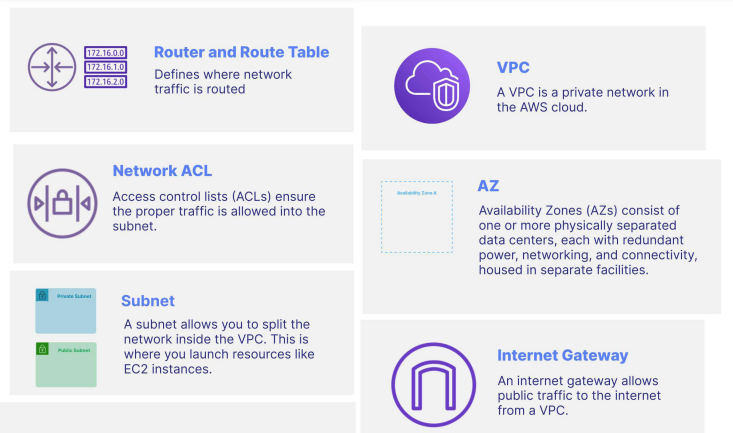 172.16.0.0
172.16.1.0
172.16.2.0
Router and Route Table
Defines where network
traffic is routed
VPC
A VPC is a private network in
the AWS cloud.
Network ACL
Access control lists (ACLs) ensure
the proper traffic is allowed into the
subnet.
Availability Zone A
AZ
Availability Zones (AZs) consist of
one or more physically separated
data centers, each with redundant
power, networking, and connectivity,
housed in separate facilities.
Private Subnet
Public Subnet
Subnet
A subnet allows you to split the
network inside the VPC. This is
where you launch resources like
EC2 instances.
Internet Gateway
An internet gateway allows
public traffic to the internet
from a VPC.